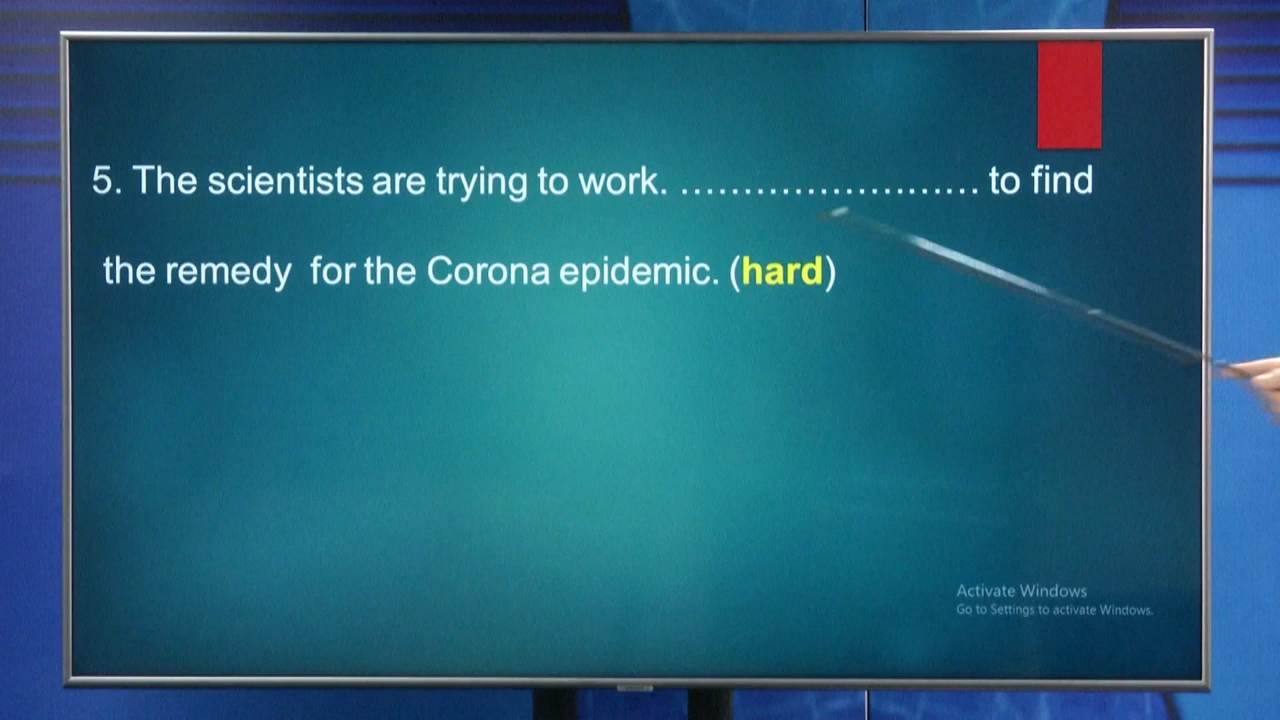 5. The scientists are trying to work. ........................ to find
the remedy for the Corona epidemic. (hard)
Activate Windows
Go to Settings to activate Windows.